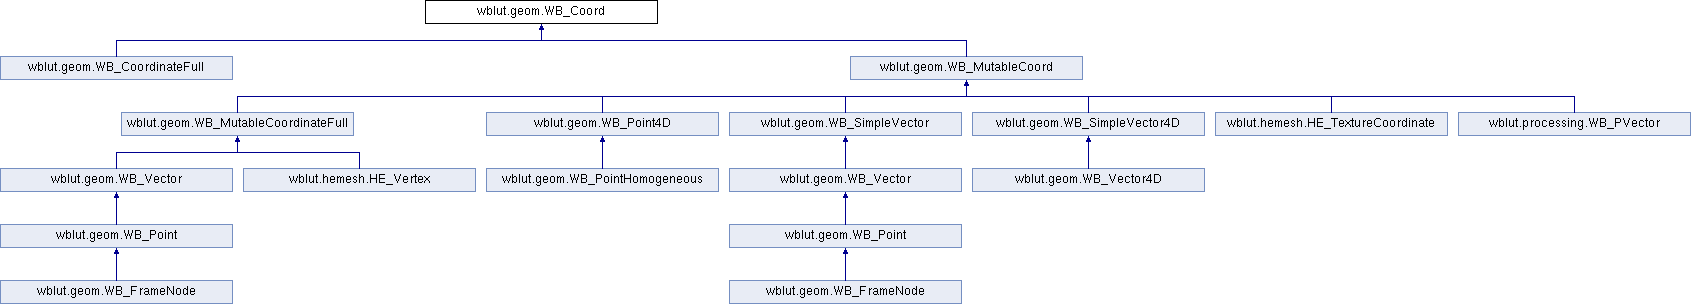 wblut.geom.WB_Coord
wblut.geom.WB_CoordinateFull
wblut.geom.WB_MutableCoord
wblut.geom.WB_MutableCoordinateFull
wblut.geom.WB_Point4D
wblut.geom.WB_SimpleVector
wblut.geom.WB_SimpleVector4D
wblut.hemesh.HE_TextureCoordinate
wblut.processing.WB_PVector
wblut.geom.WB_Vector
wblut.hemesh.HE_Vertex
wblut.geom.WB_PointHomogeneous
wblut.geom.WB_Vector
wblut.geom.WB_Vector4D
wblut.geom.WB_Point
wblut.geom.WB_Point
wblut.geom.WB_FrameNode
wblut.geom.WB_FrameNode